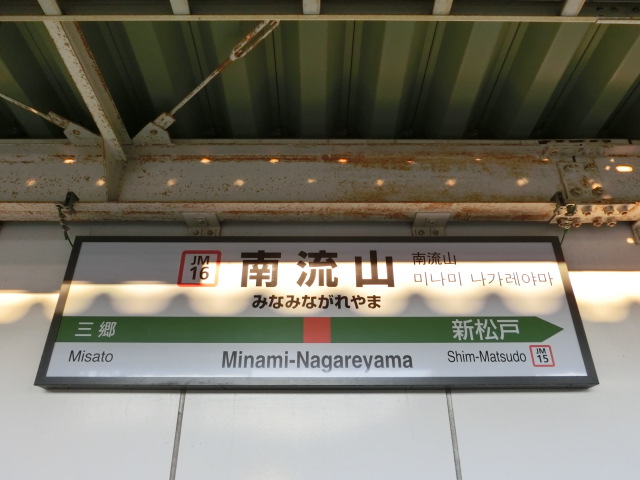 JM
16
南流山
南流山
미나미 나가레야마
みなみながれやま
三郷
新松戸
Misato
Minami-Nagareyama
Shim-Matsudo
JM
15